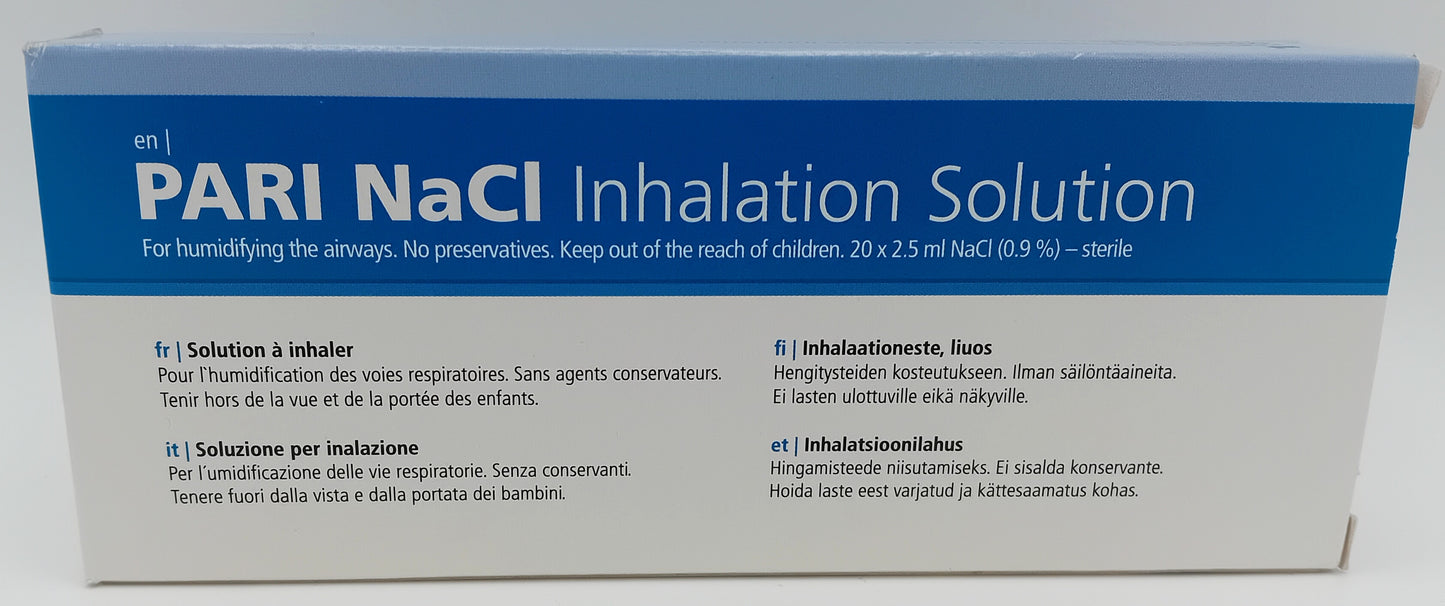 en |
PARI NaCl Inhalation Solution
For humidifying the airways. No preservatives. Keep out of the reach of children. 20 x 2.5 ml NaCl (0.9 %) – sterile
fr | Solution à inhaler
Pour l`humidification des voies respiratoires. Sans agents conservateurs.
Tenir hors de la vue et de la portée des enfants.
it | Soluzione per inalazione
Per l´umidificazione delle vie respiratorie. Senza conservanti.
Tenere fuori dalla vista e dalla portata dei bambini.
fi | Inhalaationeste, liuos
Hengitysteiden kosteutukseen. Ilman säilöntäaineita.
Ei lasten ulottuville eikä näkyville.
et | Inhalatsioonilahus
Hingamisteede niisutamiseks. Ei sisalda konservante.
Hoida laste eest varjatud ja kättesaamatus kohas.